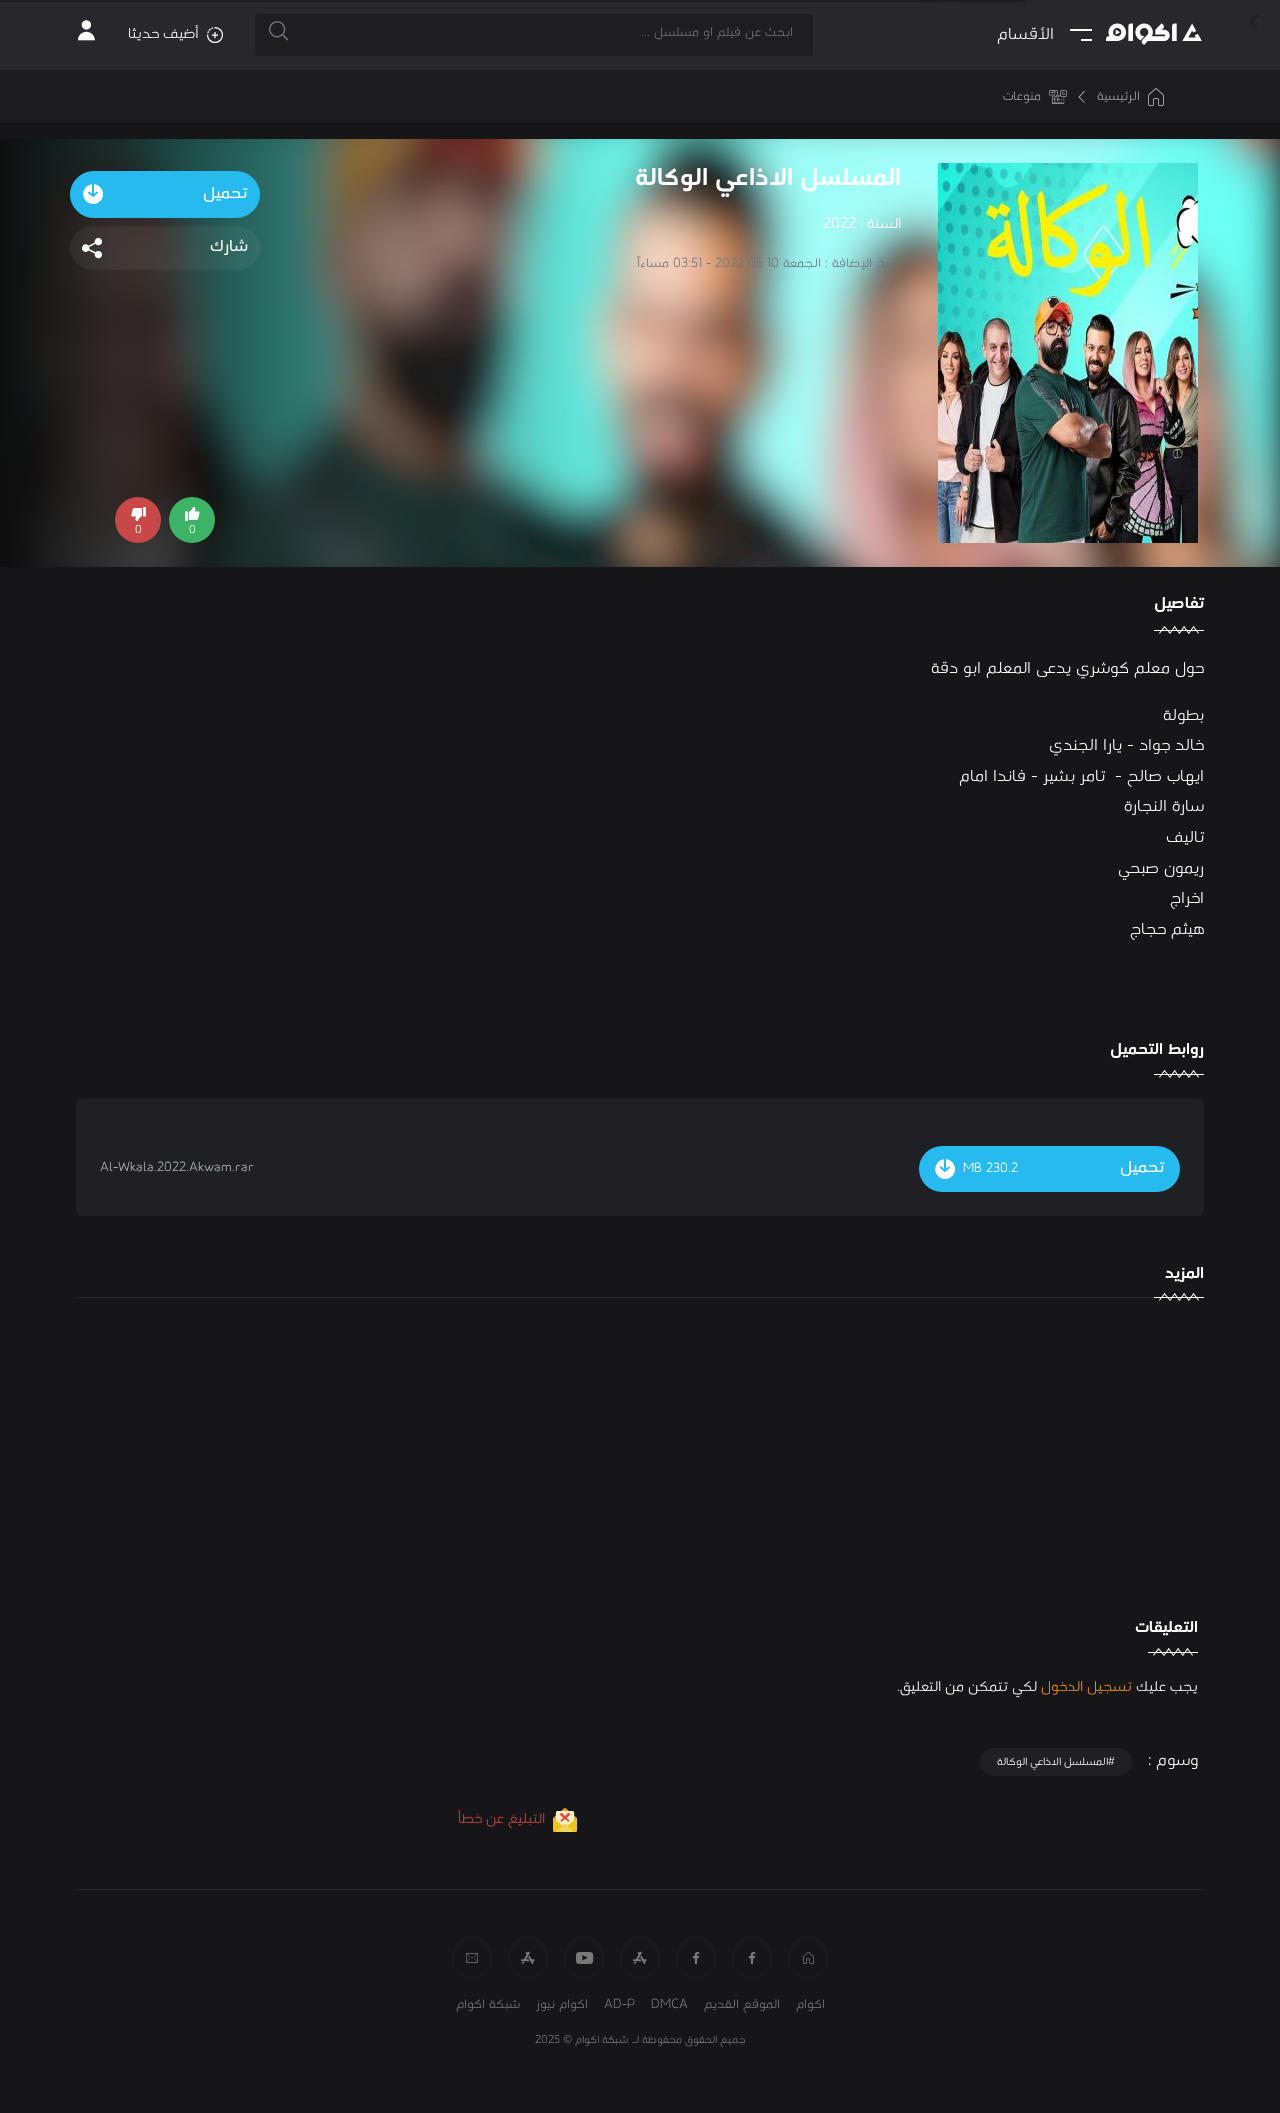 اكوام
الأقسام
ابحث عن فيلم او مسلسل ...
أضيف حديثا
الرئيسية
منوعات
الوكالة
المسلسل الاذاعي الوكالة
السنة : 2022
الإضافة : الجمعة 10 06 2022 - 03:51 مساءاً
تحميل
شارك
0
0
تفاصيل
حول معلم كوشري يدعى المعلم ابو دقة
بطولة
خالد جواد - يارا الجندي
ايهاب صالح - تامر بشير - فاندا امام
سارة النجارة
تاليف
ريمون صبحي
اخراج
هيثم حجاج
روابط التحميل
تحميل
230.2 MB
Al-Wkala.2022.Akwam.rar
المزيد
التعليقات
يجب عليك تسجيل الدخول لكي تتمكن من التعليق.
وسوم :
#المسلسل الاذاعي الوكالة
التبليغ عن خطأ
اكوام
الموقع القديم
DMCA
AD-P
اكوام نيوز
شبكة اكوام
جميع الحقوق محفوظة لـ شبكة اكوام © 2025